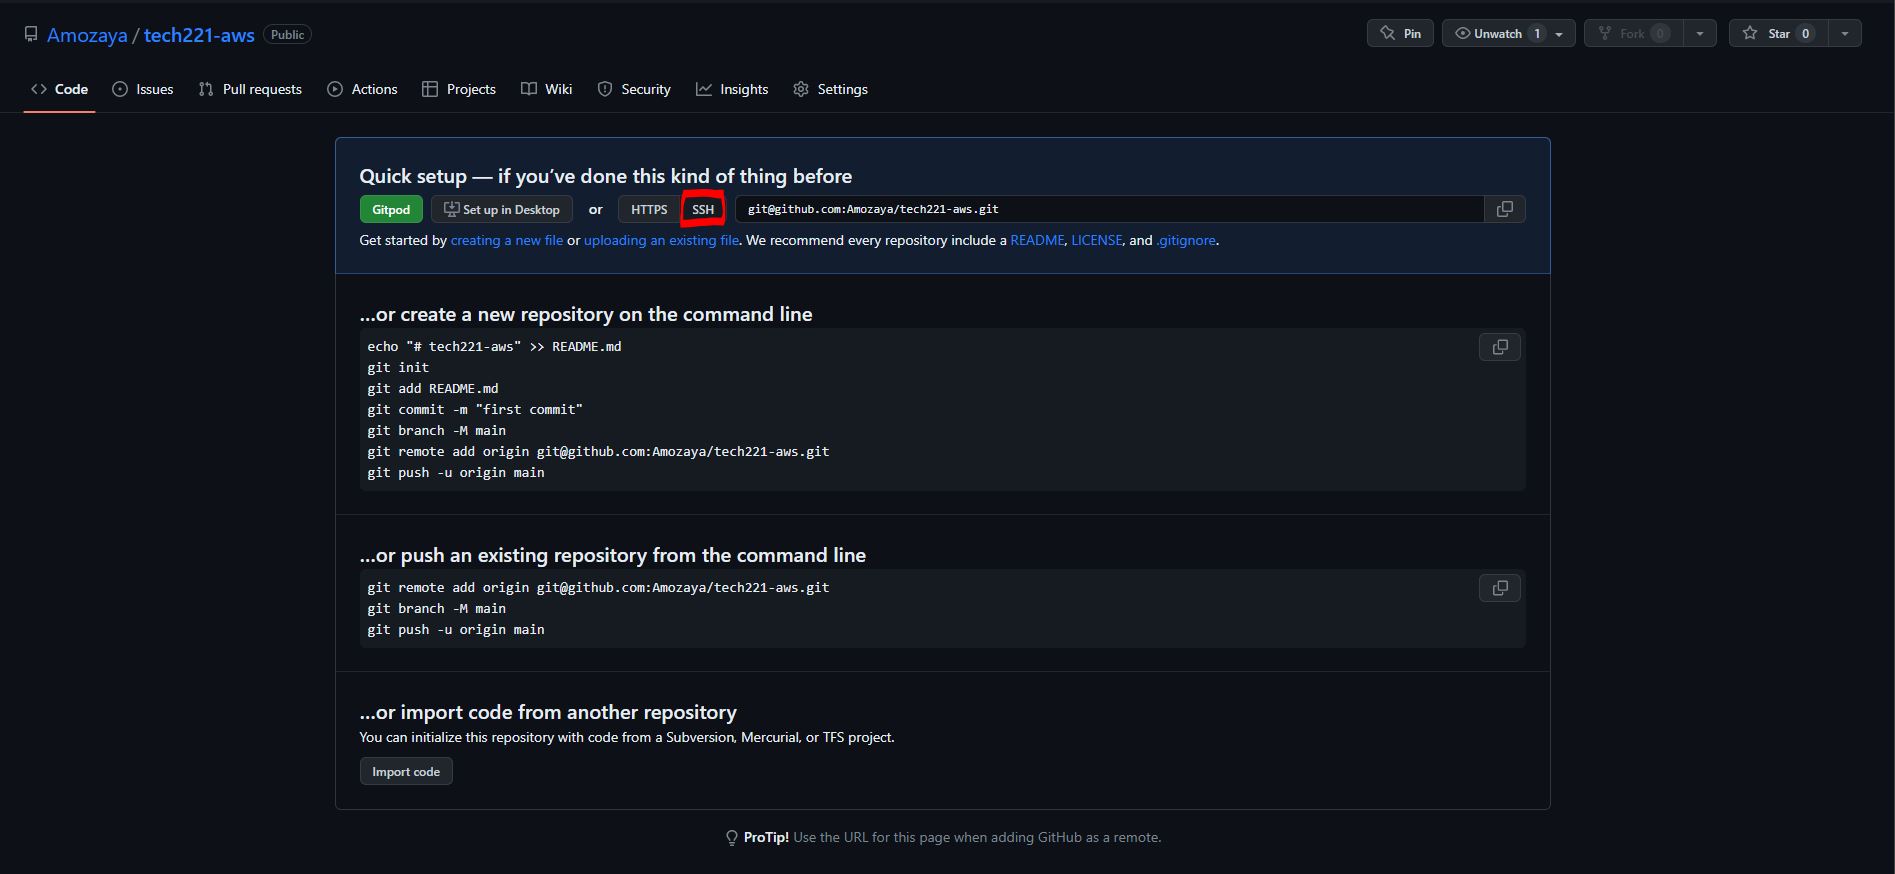 Amozaya / tech221-aws Public
Pin Unwatch 1 Fork 0 Star 0
Code Issues Pull requests Actions Projects Wiki Security Insights Settings
Quick setup — if you’ve done this kind of thing before
Gitpod Set up in Desktop or HTTPS SSH git@github.com:Amozaya/tech221-aws.git
Get started by creating a new file or uploading an existing file. We recommend every repository include a README, LICENSE, and .gitignore.
…or create a new repository on the command line
echo "# tech221-aws" >> README.md
git init
git add README.md
git commit -m "first commit"
git branch -M main
git remote add origin git@github.com:Amozaya/tech221-aws.git
git push -u origin main
…or push an existing repository from the command line
git remote add origin git@github.com:Amozaya/tech221-aws.git
git branch -M main
git push -u origin main
…or import code from another repository
You can initialize this repository with code from a Subversion, Mercurial, or TFS project.
Import code
ProTip! Use the URL for this page when adding GitHub as a remote.